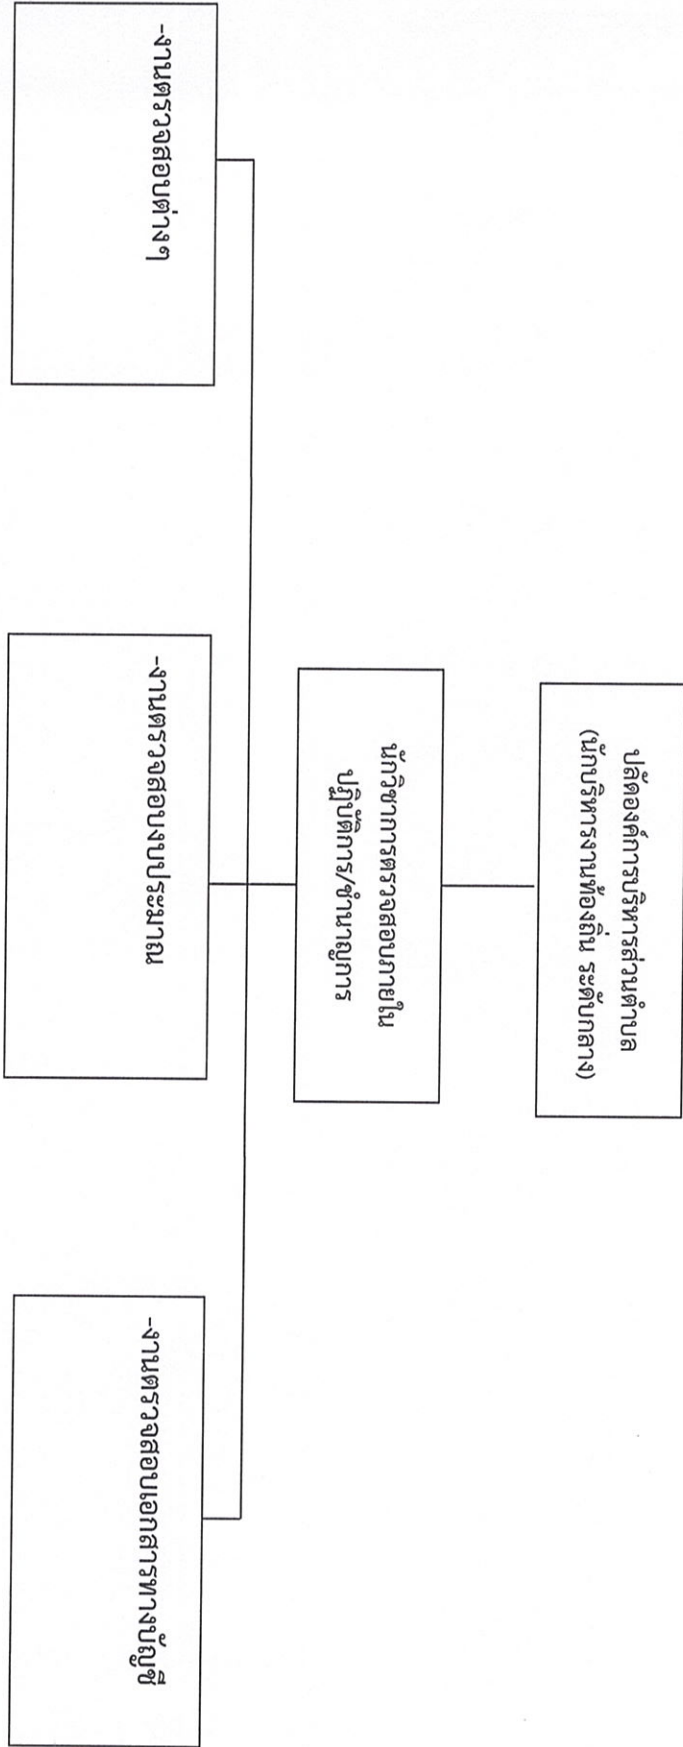 ปลัดองค์การบริหารส่วนตำบล
(นักบริหารงานท้องถิ่น ระดับกลาง)
นักวิชาการตรวจสอบภายใน
ปฏิบัติการ/ชำนาญการ
-งานตรวจสอบต่างๆ
-งานตรวจสอบงบประมาณ
-งานตรวจสอบเอกสารทางบัญชี